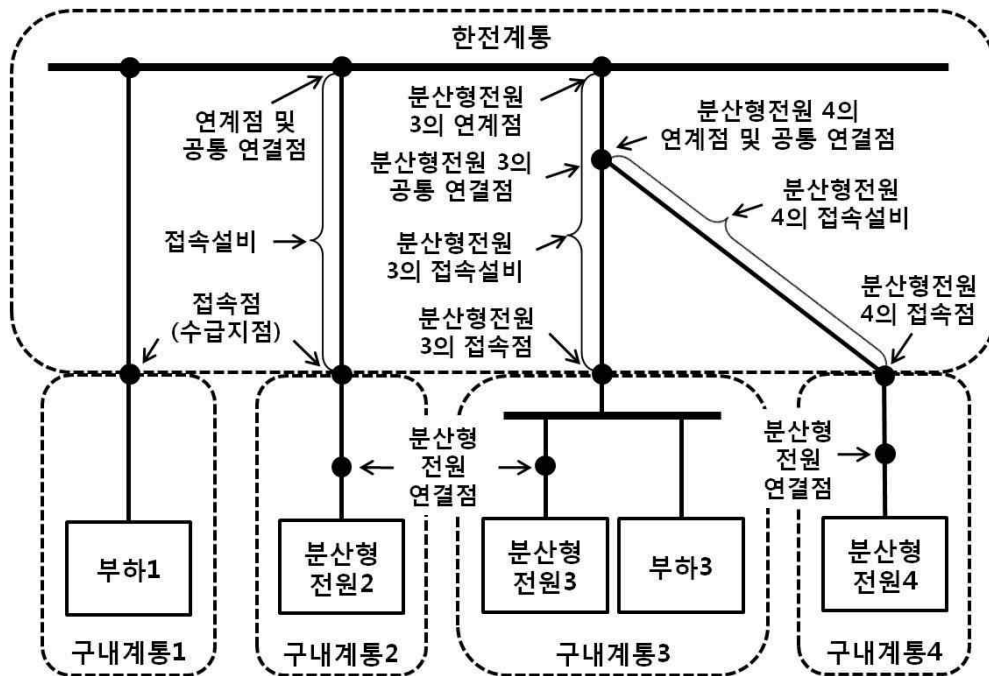 한전계통
연계점 및
공통 연결점
분산형전원
3의 연계점
분산형전원 4의
연계점 및 공통 연결점
분산형전원 3의
공통 연결점
분산형전원
4의 접속설비
접속설비
분산형전원
3의 접속설비
접속점
(수급지점)
분산형전원
3의 접속점
분산형전원
4의 접속점
분산형
전원
연결점
분산형
전원
연결점
부하1
분산형
전원2
분산형
전원3
부하3
분산형
전원4
구내계통1
구내계통2
구내계통3
구내계통4